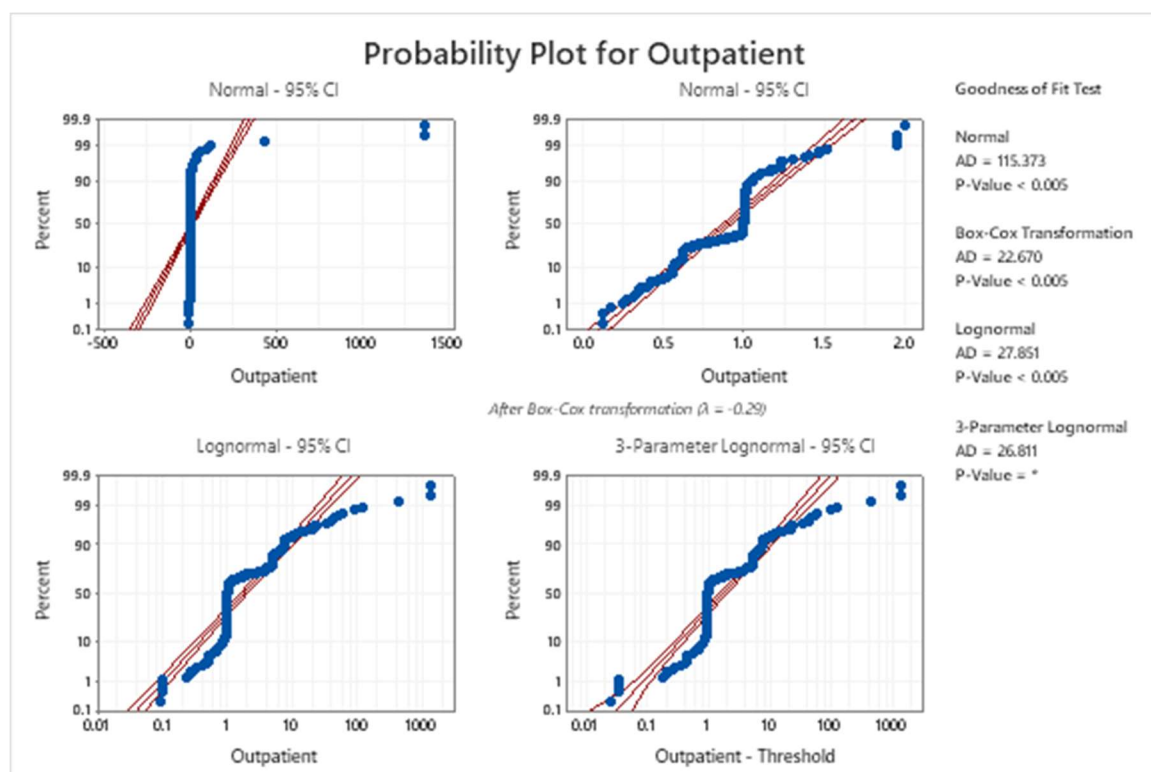 Probability Plot for Outpatient
Normal - 95% CI
99.9
99
90
50
10
1
0.1
Percent
-500
0
500
1000
1500
Outpatient
Normal - 95% CI
99.9
99
90
50
10
1
0.1
Percent
0.0
0.5
1.0
1.5
2.0
Outpatient
After Box-Cox transformation (λ = -0.29)
Lognormal - 95% CI
99.9
99
90
50
10
1
0.1
Percent
0.01
0.1
1
10
100
1000
Outpatient
3-Parameter Lognormal - 95% CI
99.9
99
90
50
10
1
0.1
Percent
0.01
0.1
1
10
100
1000
Outpatient - Threshold
Goodness of Fit Test
Normal
AD = 115.373
P-Value < 0.005
Box-Cox Transformation
AD = 22.670
P-Value < 0.005
Lognormal
AD = 27.851
P-Value < 0.005
3-Parameter Lognormal
AD = 26.811
P-Value = *